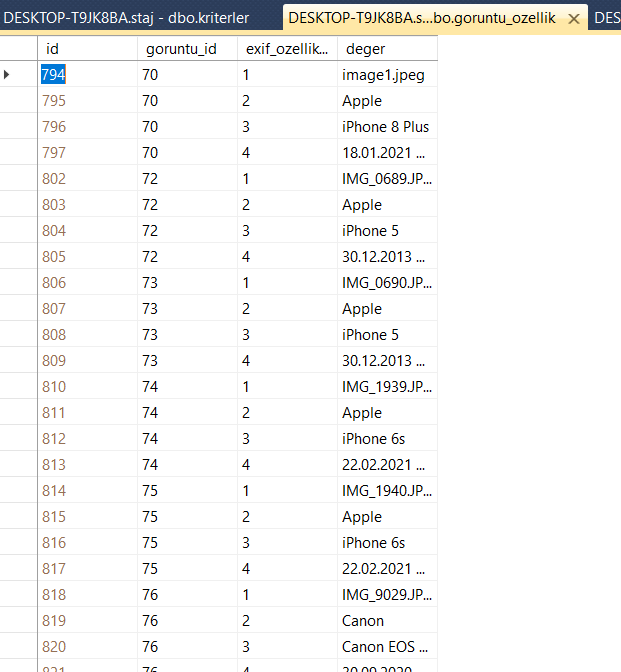 DESKTOP-T9JK8BA.staj - dbo.kriterler DESKTOP-T9JK8BA.s...bo.goruntu_ozellik DES
id goruntu_id exif_ozellik... deger
794 70 1 image1.jpeg
795 70 2 Apple
796 70 3 iPhone 8 Plus
797 70 4 18.01.2021 ...
802 72 1 IMG_0689.JP...
803 72 2 Apple
804 72 3 iPhone 5
805 72 4 30.12.2013 ...
806 73 1 IMG_0690.JP...
807 73 2 Apple
808 73 3 iPhone 5
809 73 4 30.12.2013 ...
810 74 1 IMG_1939.JP...
811 74 2 Apple
812 74 3 iPhone 6s
813 74 4 22.02.2021 ...
814 75 1 IMG_1940.JP...
815 75 2 Apple
816 75 3 iPhone 6s
817 75 4 22.02.2021 ...
818 76 1 IMG_9029.JP...
819 76 2 Canon
820 76 3 Canon EOS ...
821 76 4 30.09.2020 ...